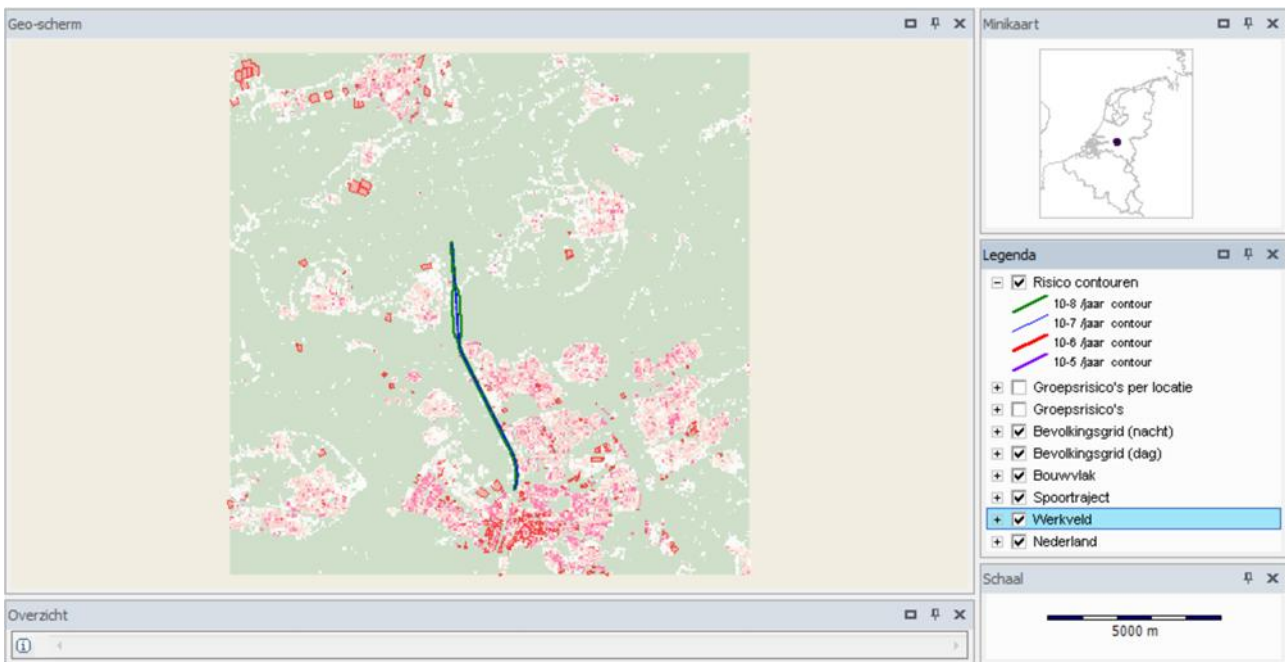 Geo-scherm
Minikaart
Legenda
Risico contouren
10-8 /jaar contour
10-7 /jaar contour
10-6 /jaar contour
10-5 /jaar contour
Groepsrisico's per locatie
Groepsrisico's
Bevolkingsgrid (nacht)
Bevolkingsgrid (dag)
Bouwvlak
Spoortraject
Werkveld
Nederland
Schaal
5000 m
Overzicht